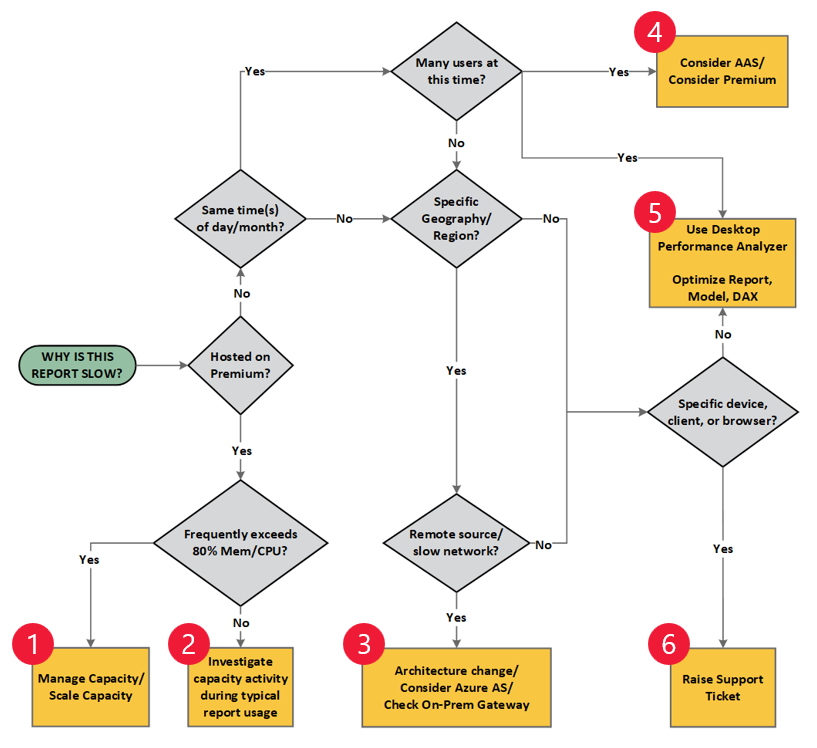 4
Many users at
this time?
Yes
Yes
Consider AAS/
Consider Premium
No
Yes
Same time(s)
of day/month?
No
Specific
Geography/
Region?
No
5
Use Desktop
Performance Analyzer
Optimize Report,
Model, DAX
No
No
WHY IS THIS
REPORT SLOW?
Hosted on
Premium?
Yes
Specific device,
client, or browser?
Yes
Frequently exceeds
80% Mem/CPU?
Remote source/
slow network?
No
Yes
Yes
No
Yes
1
Manage Capacity/
Scale Capacity
2
Investigate
capacity activity
during typical
report usage
3
Architecture change/
Consider Azure AS/
Check On-Prem Gateway
6
Raise Support
Ticket